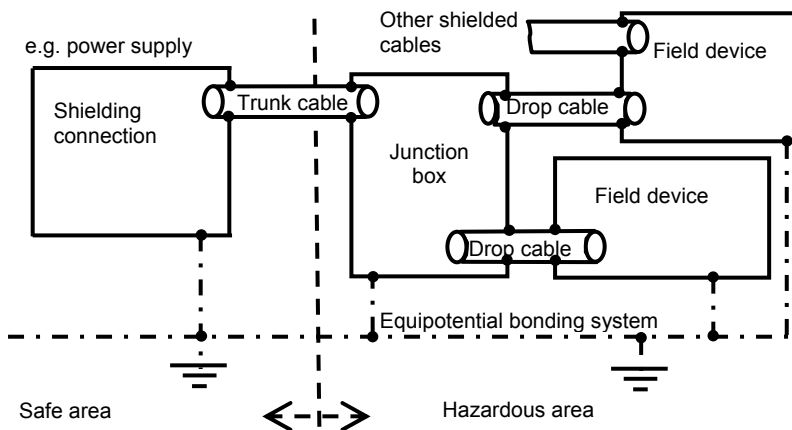 Other shielded
cables
e.g. power supply
Field device
Shielding
connection
Trunk cable
Drop cable
Junction
box
Field device
Drop cable
Equipotential bonding system
Safe area
Hazardous area